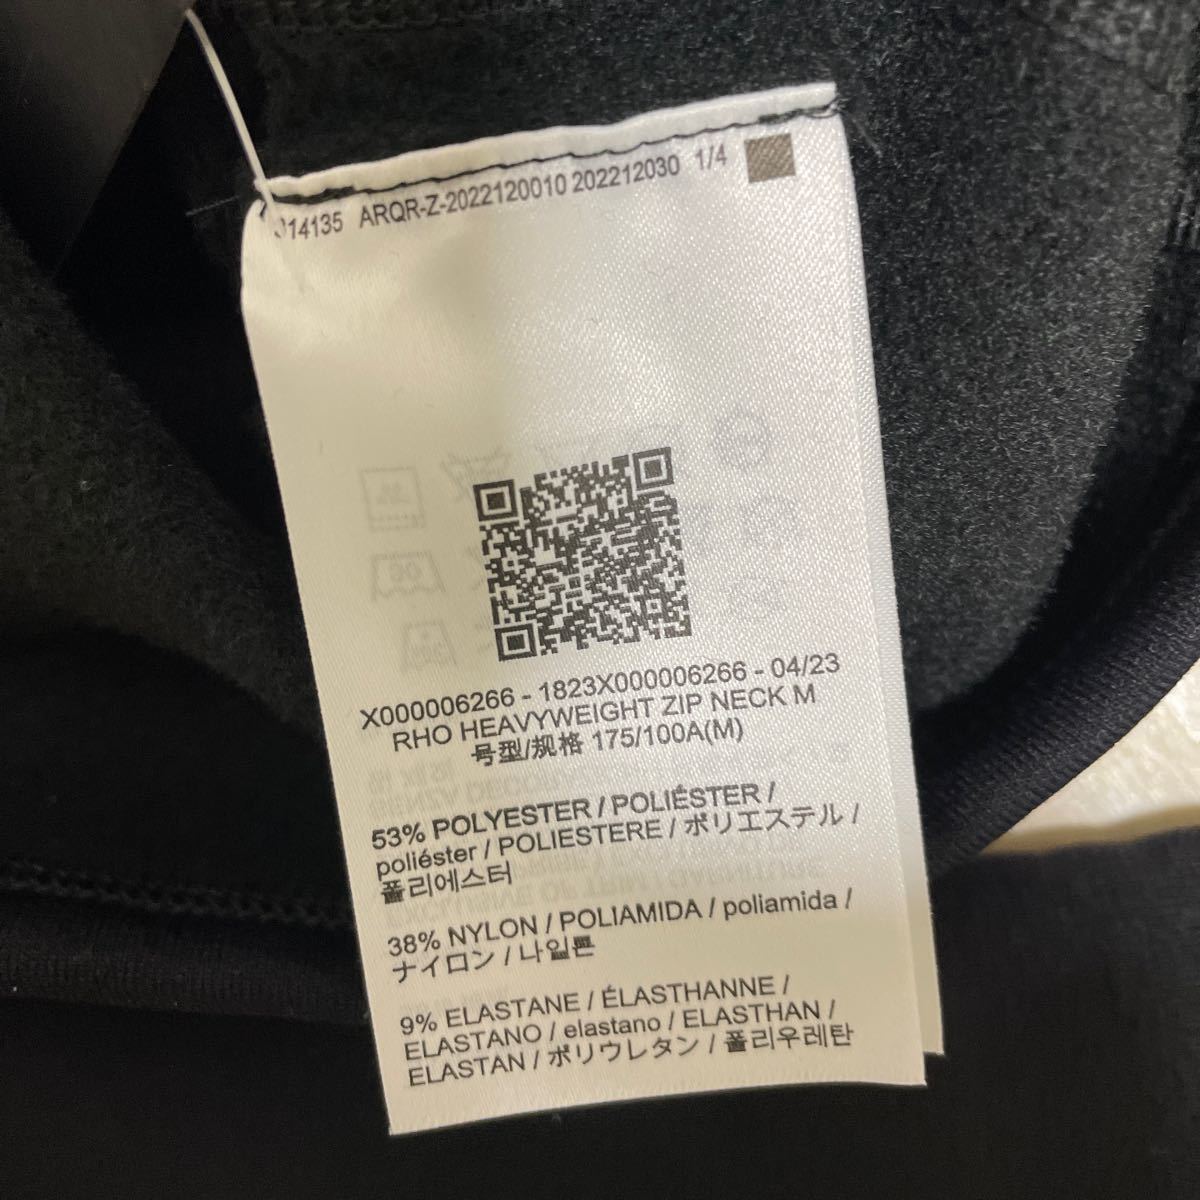 14135 ARQR-Z-2022120010 202212030 1/4
X000006266 - 1823X000006266 - 04/23
RHO HEAVYWEIGHT ZIP NECK M
号型/规格 175/100A(M)
53% POLYESTER / POLIÉSTER /
poliéster / POLIESTERE / ポリエステル /
폴리에스터
38% NYLON / POLIAMIDA / poliamida /
ナイロン / 나일론
9% ELASTANE / ÉLASTHANNE /
ELASTANO / elastano / ELASTHAN /
ELASTAN / ポリウレタン / 폴리우레탄